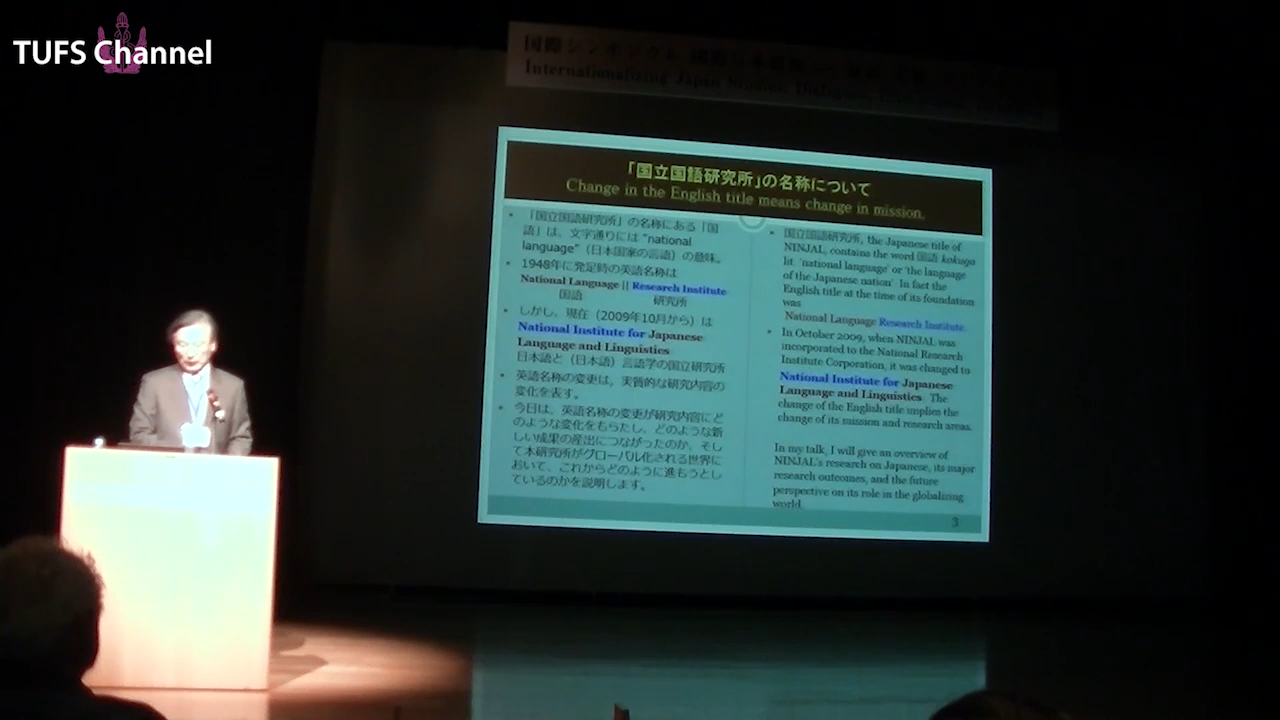 TUFS Channel
国際シンポジウム 国際日本
Internationalizing Japan Studies: Dialogues,
「国立国語研究所」の名称について
Change in the English title means change in mission.
• 「国立国語研究所」の名称にある「国
語」は、文字通りには "national
language"(日本国家の言語)の意味。
• 1948年に発足時の英語名称は
National Language || Research Institute
国語 研究所
• しかし、現在(2009年10月から)は
National Institute for Japanese
Language and Linguistics
日本語と(日本語)言語学の国立研究所
• 英語名称の変更は、実質的な研究内容の
変化を表す。
• 今日は、英語名称の変更が研究内容にど
のような変化をもらたし、どのような新
しい成果の産出につながったのか、そし
て本研究所がグローバル化される世界に
おいて、これからどのように進もうとし
ているのかを説明します。
• 国立国語研究所, the Japanese title of
NINJAL, contains the word 国語 kokugo
lit. 'national language' or 'the language
of the Japanese nation'. In fact the
English title at the time of its foundation
was
National Language Research Institute.
• In October 2009, when NINJAL was
incorporated to the National Research
Institute Corporation, it was changed to
National Institute for Japanese
Language and Linguistics. The
change of the English title implies the
change of its mission and research areas.
In my talk, I will give an overview of
NINJAL's research on Japanese, its major
research outcomes, and the future
perspective on its role in the globalizing
world.
3